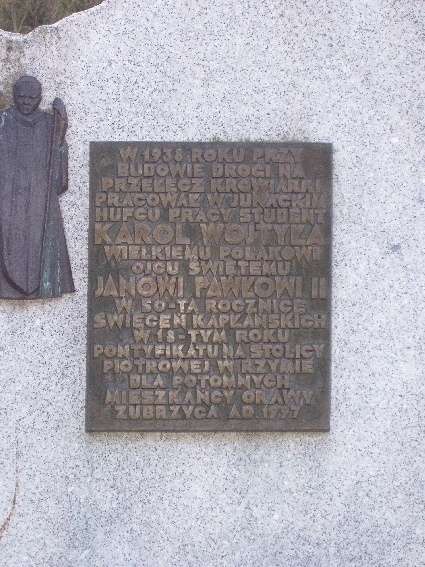 W 1938 ROKU PRZY
BUDOWIE DROGI NA
PRZEŁĘCZ KROWIARKI
PRACOWAŁ W JUNACKIM
HUFCU PRACY STUDENT
KAROL WOJTYŁA
WIELKIEMU POLAKOWI
OJCU ŚWIĘTEMU
JANOWI PAWŁOWI II
W 50-TĄ ROCZNICĘ
ŚWIĘCEŃ KAPŁAŃSKICH
W 18-TYM ROKU
PONTYFIKATU NA STOLICY
PIOTROWEJ W RZYMIE
DLA POTOMNYCH
MIESZKAŃCY ORAWY
ZUBRZYCA AD. 1997